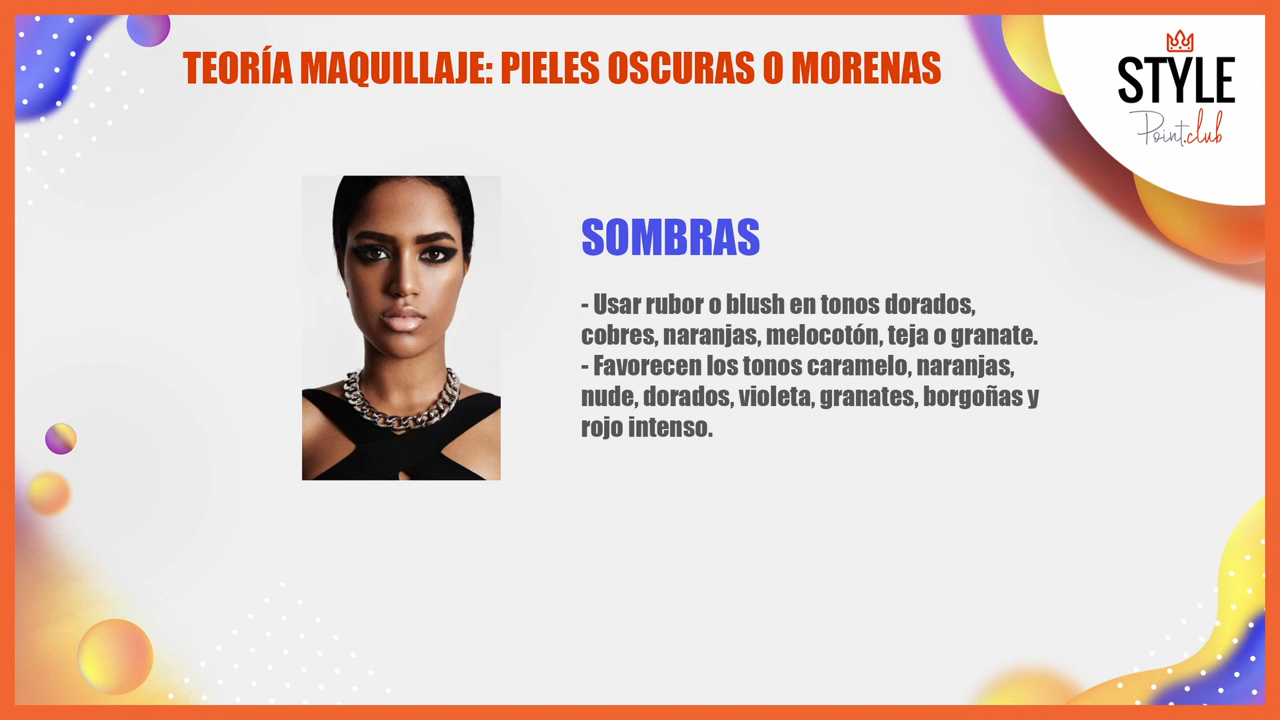 TEORÍA MAQUILLAJE: PIELES OSCURAS O MORENAS
STYLE
Point.club
SOMBRAS
- Usar rubor o blush en tonos dorados,
cobres, naranjas, melocotón, teja o granate.
- Favorecen los tonos caramelo, naranjas,
nude, dorados, violeta, granates, borgoñas y
rojo intenso.